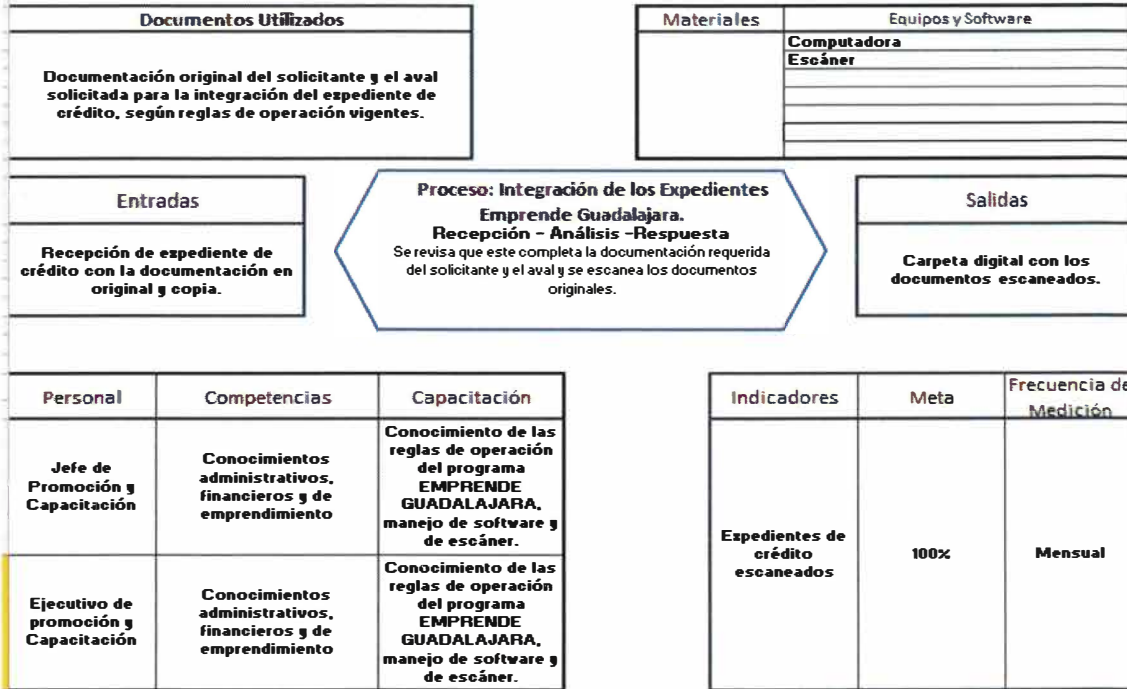 Documentos Utilizados
Documentación original del solicitante y el aval
solicitada para la integración del expediente de
crédito, según reglas de operación vigentes.
Materiales
Equipos y Software
Computadora
Escáner
Entradas
Recepción de expediente de
crédito con la documentación en
original y copia.
Proceso: Integración de los Expedientes
Emprende Guadalajara.
Recepción - Análisis -Respuesta
Se revisa que este completa la documentación requerida
del solicitante y el aval y se escanea los documentos
originales.
Salidas
Carpeta digital con los
documentos escaneados.
Personal
Competencias
Capacitación
Jefe de
Promoción y
Capacitación
Conocimientos
administrativos,
financieros y de
emprendimiento
Conocimiento de las
reglas de operación
del programa
EMPRENDE
GUADALAJARA,
manejo de software y
de escáner.
Ejecutivo de
promoción y
Capacitación
Conocimientos
administrativos,
financieros y de
emprendimiento
Conocimiento de las
reglas de operación
del programa
EMPRENDE
GUADALAJARA,
manejo de software y
de escáner.
Indicadores
Meta
Frecuencia de
Medición
Expedientes de
crédito
escaneados
100%
Mensual